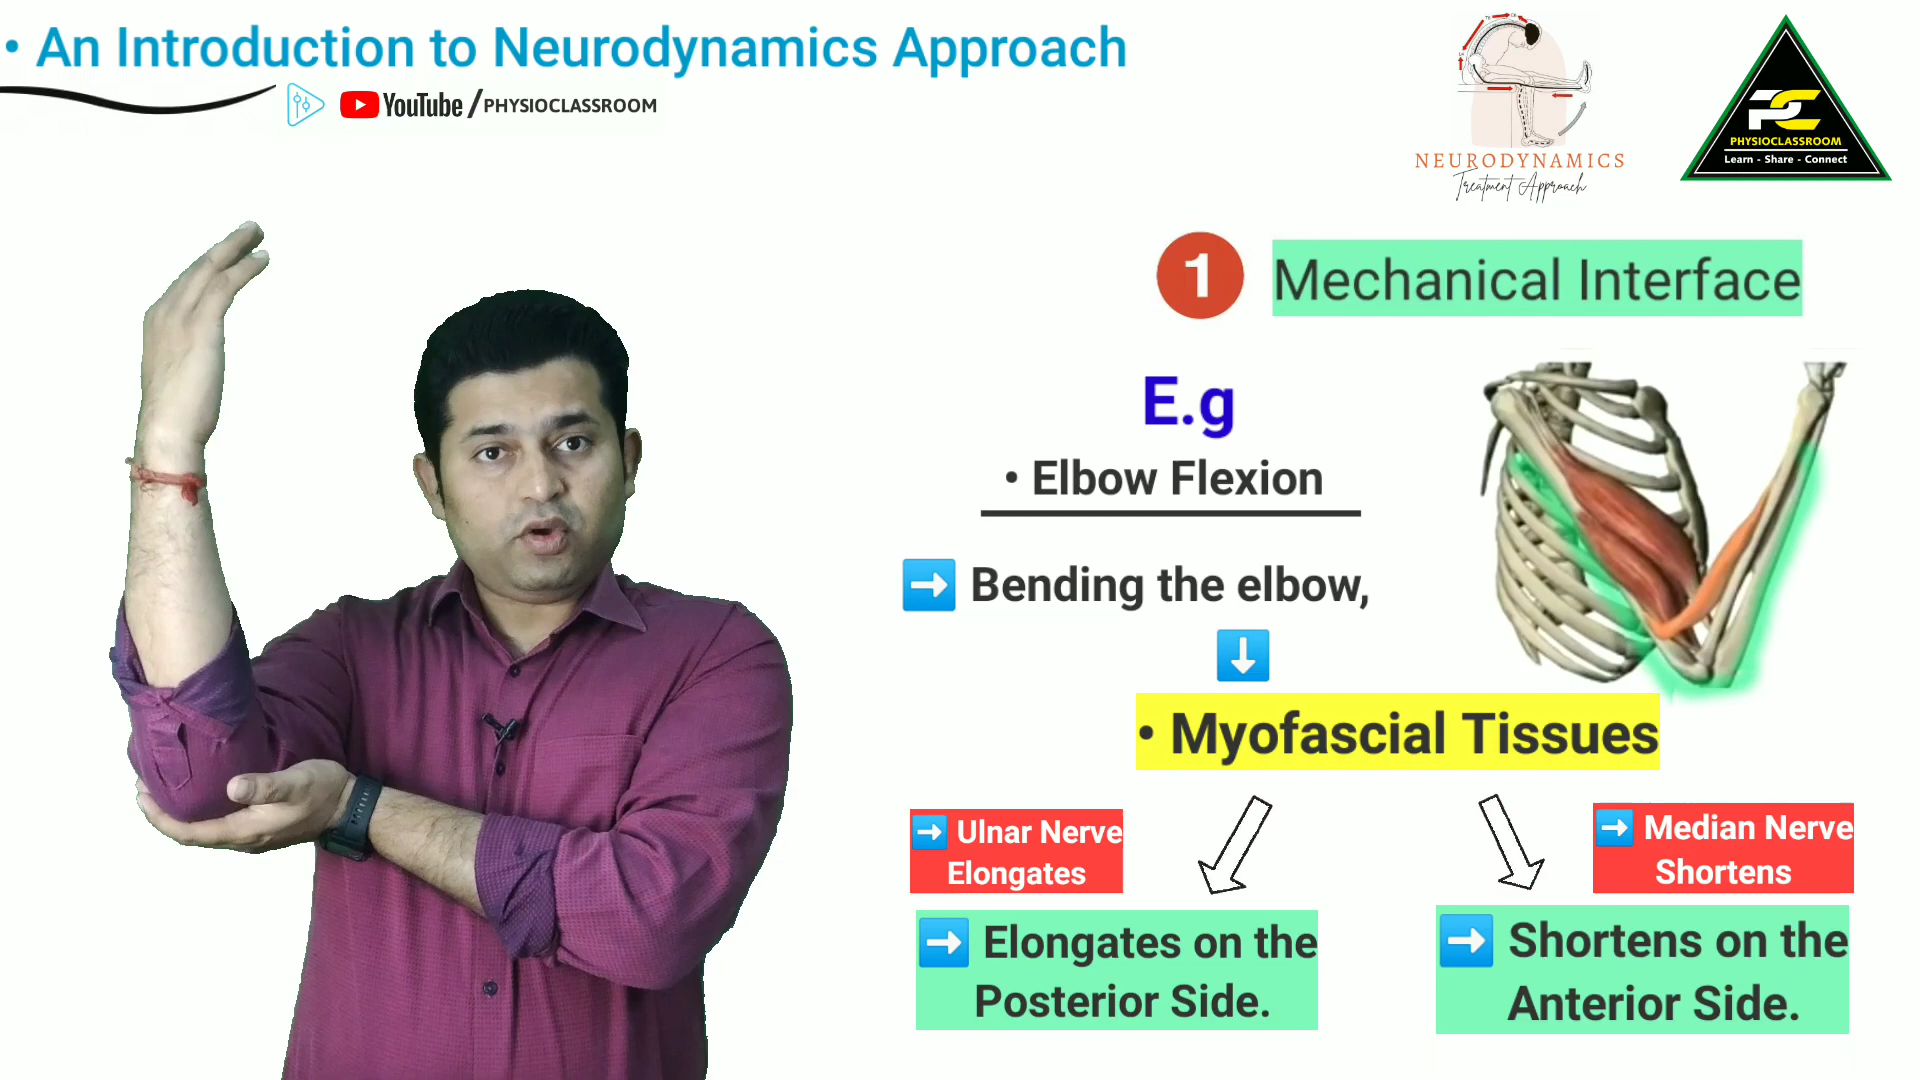 • An Introduction to Neurodynamics Approach
YouTube / PHYSIOCLASSROOM
NEURODYNAMICS
Treatment Approach
PC
PHYSIOCLASSROOM
Learn - Share - Connect
1 Mechanical Interface
E.g
• Elbow Flexion
➡ Bending the elbow,
⬇
• Myofascial Tissues
➡ Ulnar Nerve
Elongates
➡ Median Nerve
Shortens
➡ Elongates on the
Posterior Side.
➡ Shortens on the
Anterior Side.